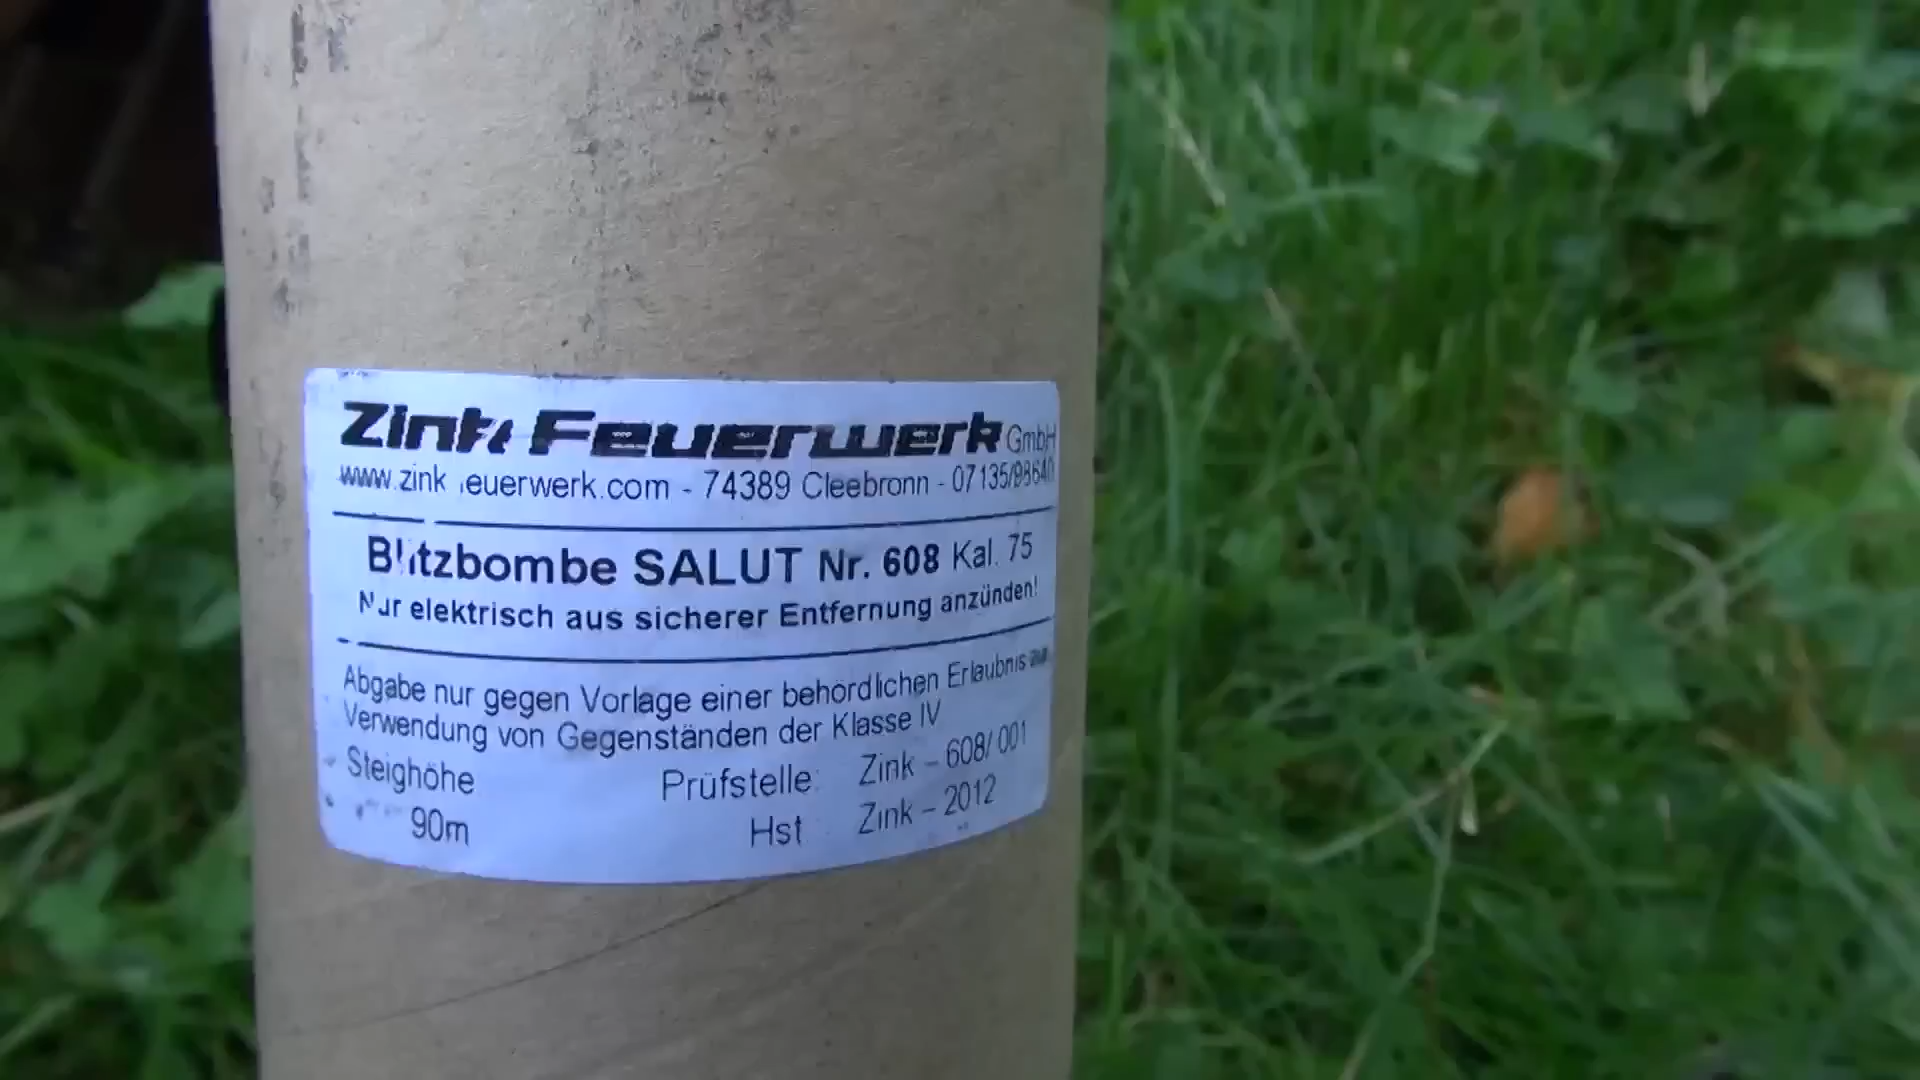 Zink Feuerwerk GmbH
www.zink feuerwerk.com - 74389 Cleebronn - 07135/98640
Blitzbombe SALUT Nr. 608 Kal. 75
Nur elektrisch aus sicherer Entfernung anzünden!
Abgabe nur gegen Vorlage einer behördlichen Erlaubnis zur
Verwendung von Gegenständen der Klasse IV
Steighöhe Prüfstelle: Zink - 608/001
90m Hst Zink - 2012